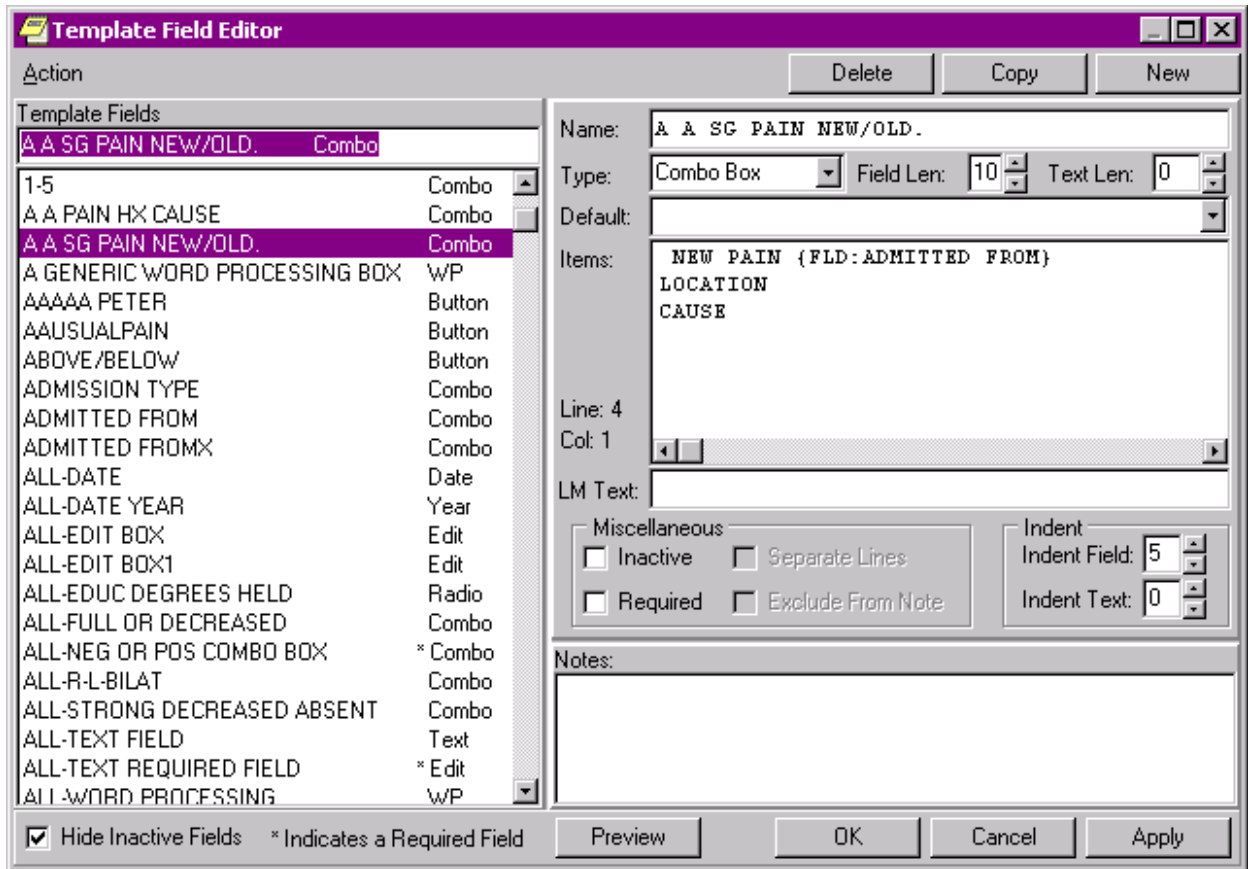 Template Field Editor
Action
Delete Copy New
Template Fields
A A SG PAIN NEW/OLD. Combo
1-5 Combo
A A PAIN HX CAUSE Combo
A A SG PAIN NEW/OLD. Combo
A GENERIC WORD PROCESSING BOX WP
AAAAA PETER Button
AAUSUALPAIN Button
ABOVE/BELOW Button
ADMISSION TYPE Combo
ADMITTED FROM Combo
ADMITTED FROMX Combo
ALL-DATE Date
ALL-DATE YEAR Year
ALL-EDIT BOX Edit
ALL-EDIT BOX1 Edit
ALL-EDUC DEGREES HELD Radio
ALL-FULL OR DECREASED Combo
ALL-NEG OR POS COMBO BOX * Combo
ALL-R-L-BILAT Combo
ALL-STRONG DECREASED ABSENT Combo
ALL-TEXT FIELD Text
ALL-TEXT REQUIRED FIELD * Edit
ALL-WORD PROCESSING WP
Name: A A SG PAIN NEW/OLD.
Type: Combo Box Field Len: 10 Text Len: 0
Default:
Items:
NEW PAIN {FLD:ADMITTED FROM}
LOCATION
CAUSE
Line: 4
Col: 1
LM Text:
Miscellaneous
Inactive Separate Lines
Required Exclude From Note
Indent
Indent Field: 5
Indent Text: 0
Notes:
Hide Inactive Fields * Indicates a Required Field
Preview OK Cancel Apply